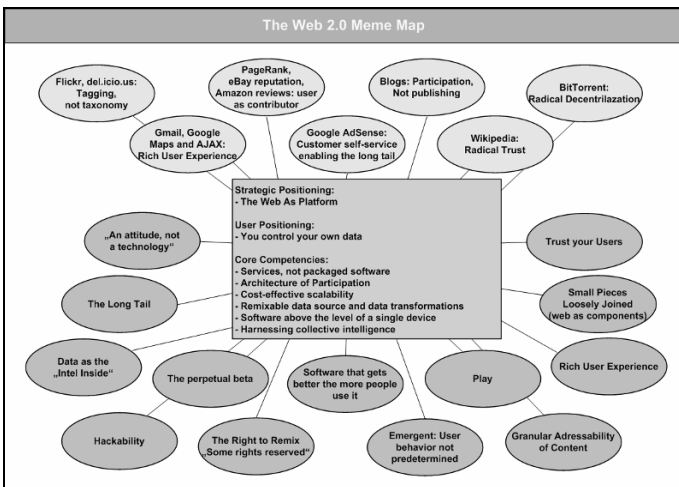 The Web 2.0 Meme Map
Flickr, del.icio.us:
Tagging,
not taxonomy
PageRank,
eBay reputation,
Amazon reviews: user
as contributor
Blogs: Participation,
Not publishing
BitTorrent:
Radical Decentrilazation
Gmail, Google
Maps and AJAX:
Rich User Experience
Google AdSense:
Customer self-service
enabling the long tail
Wikipedia:
Radical Trust
Strategic Positioning:
- The Web As Platform
User Positioning:
- You control your own data
Core Competencies:
- Services, not packaged software
- Architecture of Participation
- Cost-effective scalability
- Remixable data source and data transformations
- Software above the level of a single device
- Harnessing collective intelligence
„An attitude, not
a technology“
Trust your Users
The Long Tail
Small Pieces
Loosely Joined
(web as components)
Data as the
„Intel Inside“
The perpetual beta
Software that gets
better the more people
use it
Play
Rich User Experience
Hackability
The Right to Remix
„Some rights reserved“
Emergent: User
behavior not
predetermined
Granular Adressability
of Content